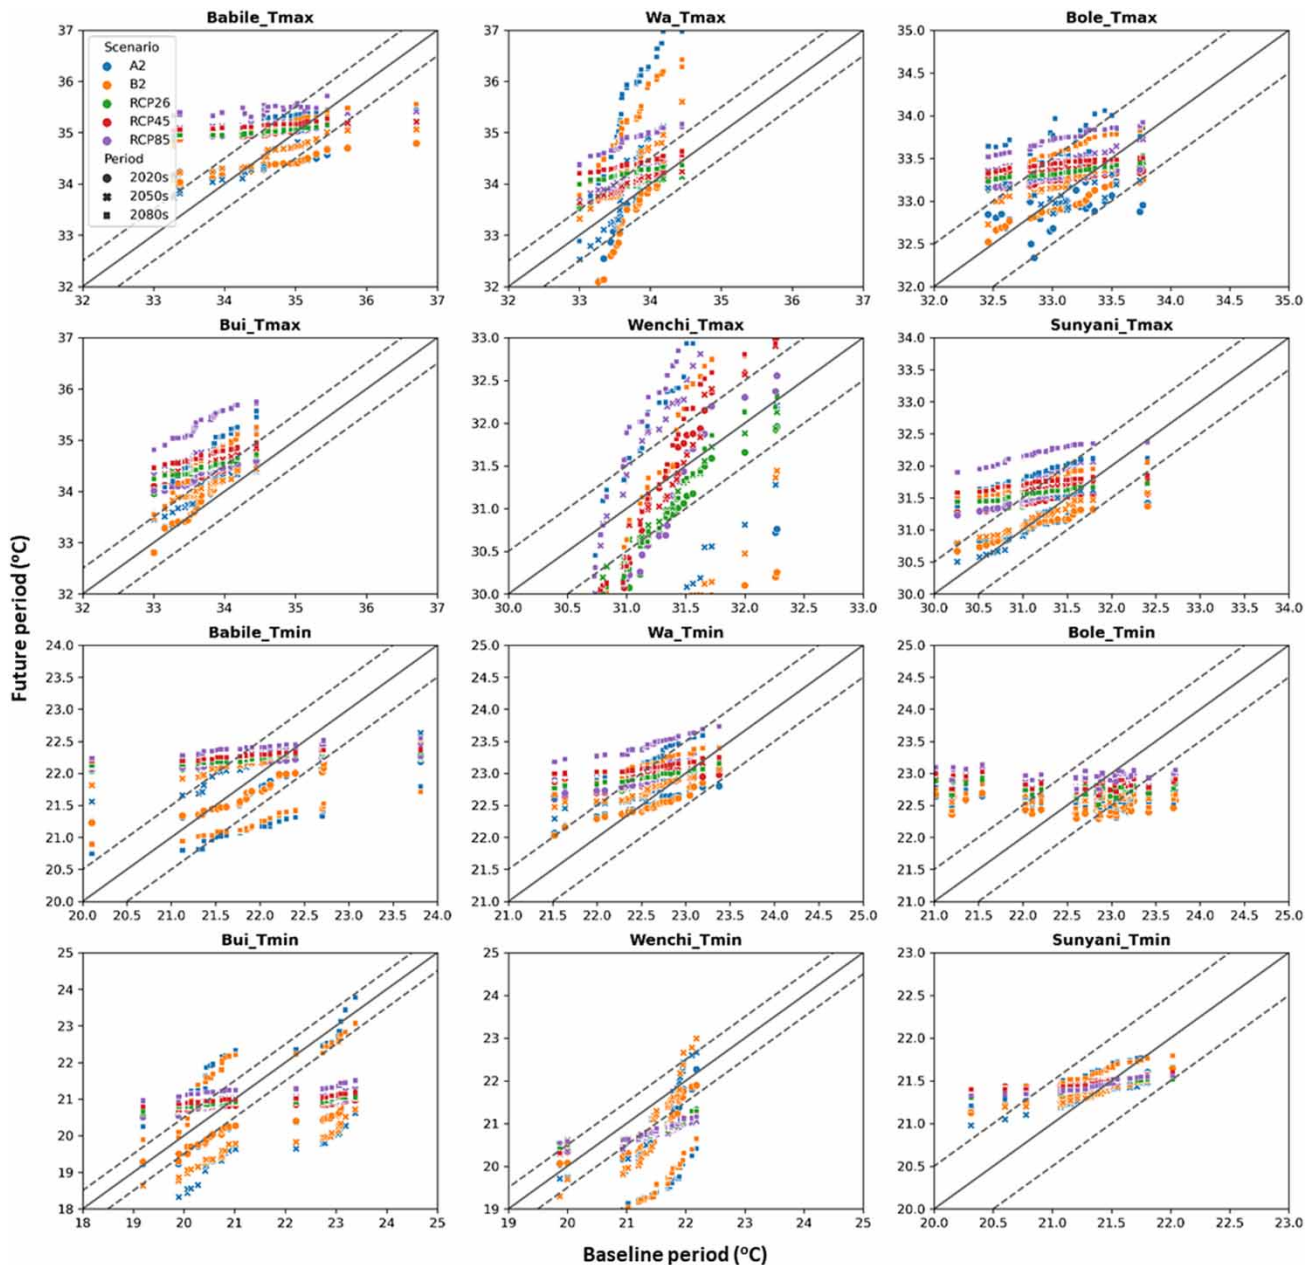 Babile_Tmax
Wa_Tmax
Bole_Tmax
37
36
35
34
33
32
Scenario
A2
B2
RCP26
RCP45
RCP85
Period
2020s
2050s
2080s
32 33 34 35 36 37
37
36
35
34
33
32
32 33 34 35 36 37
35.0
34.5
34.0
33.5
33.0
32.5
32.0
32.0 32.5 33.0 33.5 34.0 34.5 35.0
Bui_Tmax
Wenchi_Tmax
Sunyani_Tmax
37
36
35
34
33
32
32 33 34 35 36 37
33.0
32.5
32.0
31.5
31.0
30.5
30.0
30.0 30.5 31.0 31.5 32.0 32.5 33.0
34.0
33.5
33.0
32.5
32.0
31.5
31.0
30.5
30.0
30.0 30.5 31.0 31.5 32.0 32.5 33.0 33.5 34.0
Babile_Tmin
Wa_Tmin
Bole_Tmin
24.0
23.5
23.0
22.5
22.0
21.5
21.0
20.5
20.0
20.0 20.5 21.0 21.5 22.0 22.5 23.0 23.5 24.0
25.0
24.5
24.0
23.5
23.0
22.5
22.0
21.5
21.0
21.0 21.5 22.0 22.5 23.0 23.5 24.0 24.5 25.0
25.0
24.5
24.0
23.5
23.0
22.5
22.0
21.5
21.0
21.0 21.5 22.0 22.5 23.0 23.5 24.0 24.5 25.0
Bui_Tmin
Wenchi_Tmin
Sunyani_Tmin
25
24
23
22
21
20
19
18
18 19 20 21 22 23 24 25
25
24
23
22
21
20
19
19 20 21 22 23 24 25
23.0
22.5
22.0
21.5
21.0
20.5
20.0
20.0 20.5 21.0 21.5 22.0 22.5 23.0
Future period (°C)
Baseline period (°C)